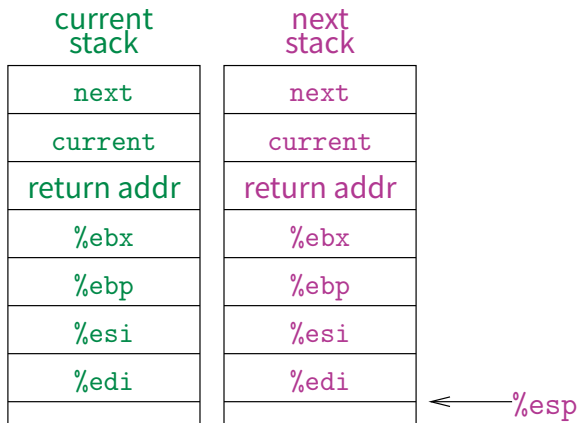 current
stack
next
stack
next
next
current
current
return addr
return addr
%ebx
%ebx
%ebp
%ebp
%esi
%esi
%edi
%edi
%esp